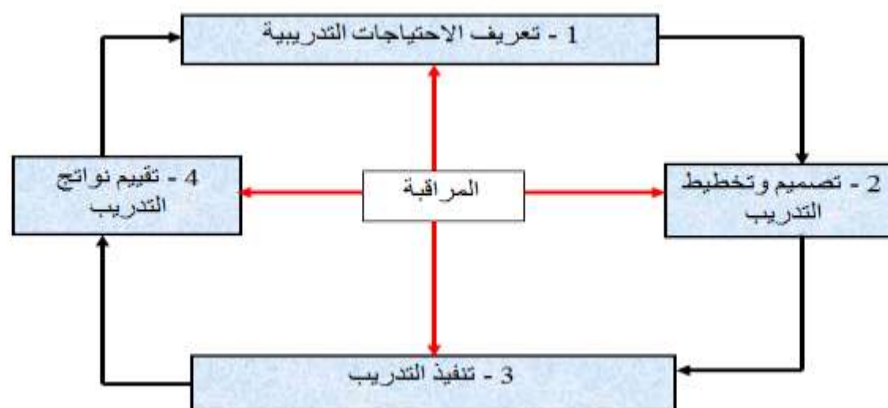 1 - تعريف الاحتياجات التدريبية
2 - تصميم وتخطيط
التدريب
3 - تنفيذ التدريب
4 - تقييم نواتج
التدريب
المراقبة